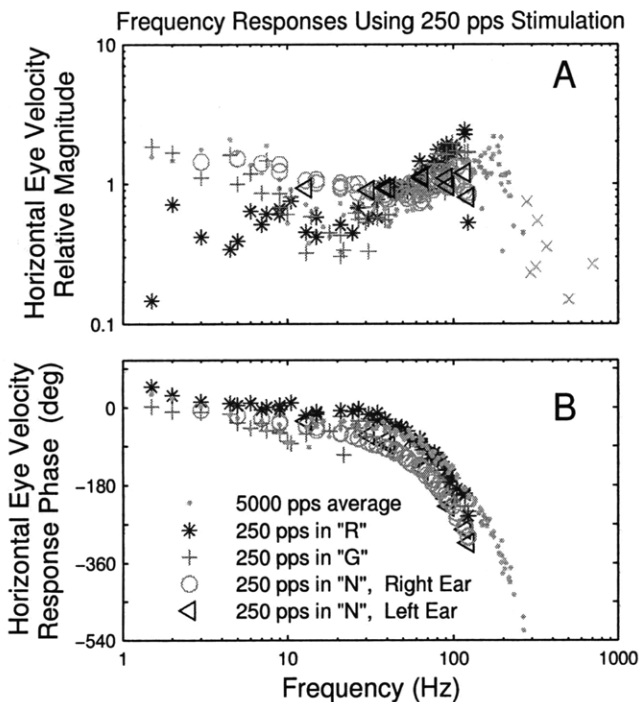 Frequency Responses Using 250 pps Stimulation
10
A
Horizontal Eye Velocity
Relative Magnitude
1
0.1
B
Horizontal Eye Velocity
Response Phase (deg)
0
-180
-360
-540
5000 pps average
250 pps in "R"
250 pps in "G"
250 pps in "N", Right Ear
250 pps in "N", Left Ear
1
10
100
1000
Frequency (Hz)